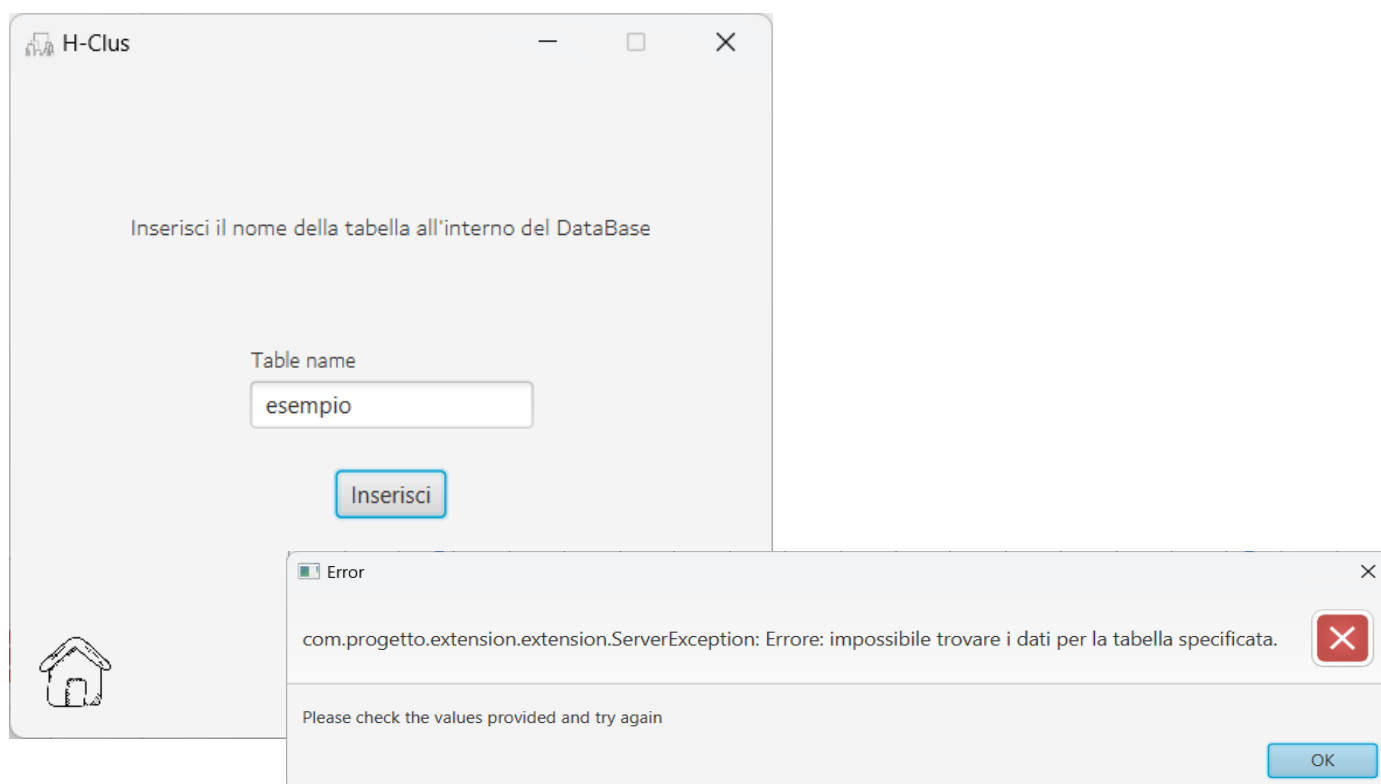 H-Clus
Inserisci il nome della tabella all'interno del DataBase
Table name
esempio
Inserisci
Error
com.progetto.extension.extension.ServerException: Errore: impossibile trovare i dati per la tabella specificata.
Please check the values provided and try again
OK